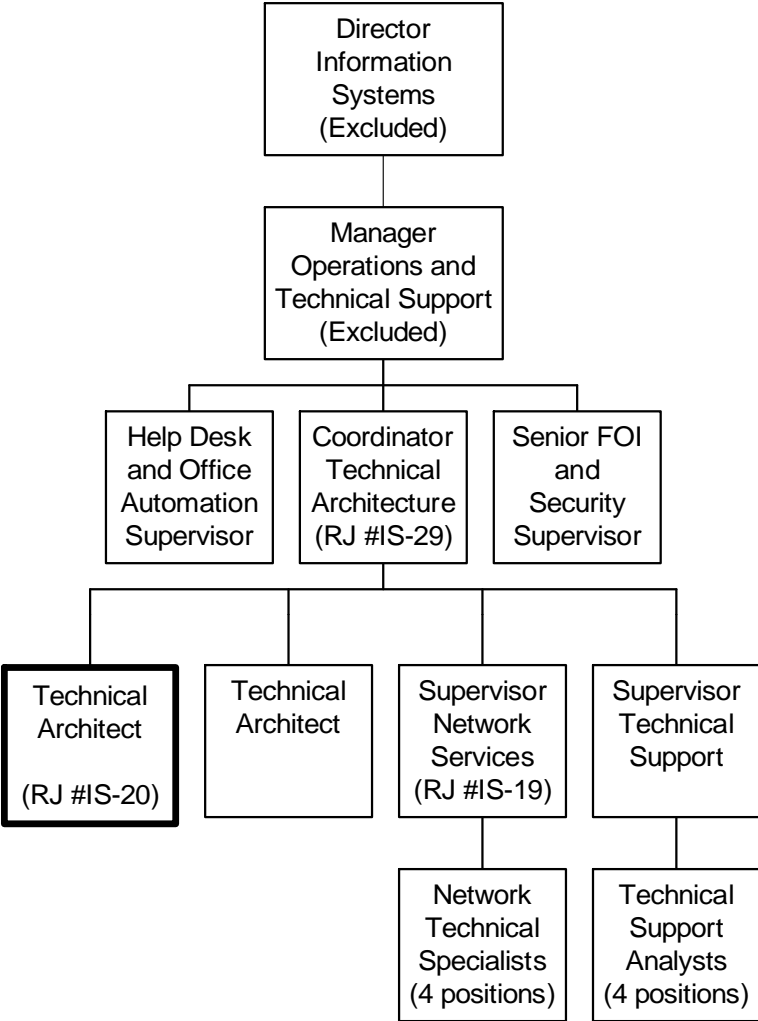 Director
Information
Systems
(Excluded)
Manager
Operations and
Technical Support
(Excluded)
Help Desk
and Office
Automation
Supervisor
Coordinator
Technical
Architecture
(RJ #IS-29)
Senior FOI
and
Security
Supervisor
Technical
Architect
(RJ #IS-20)
Technical
Architect
Supervisor
Network
Services
(RJ #IS-19)
Supervisor
Technical
Support
Network
Technical
Specialists
(4 positions)
Technical
Support
Analysts
(4 positions)